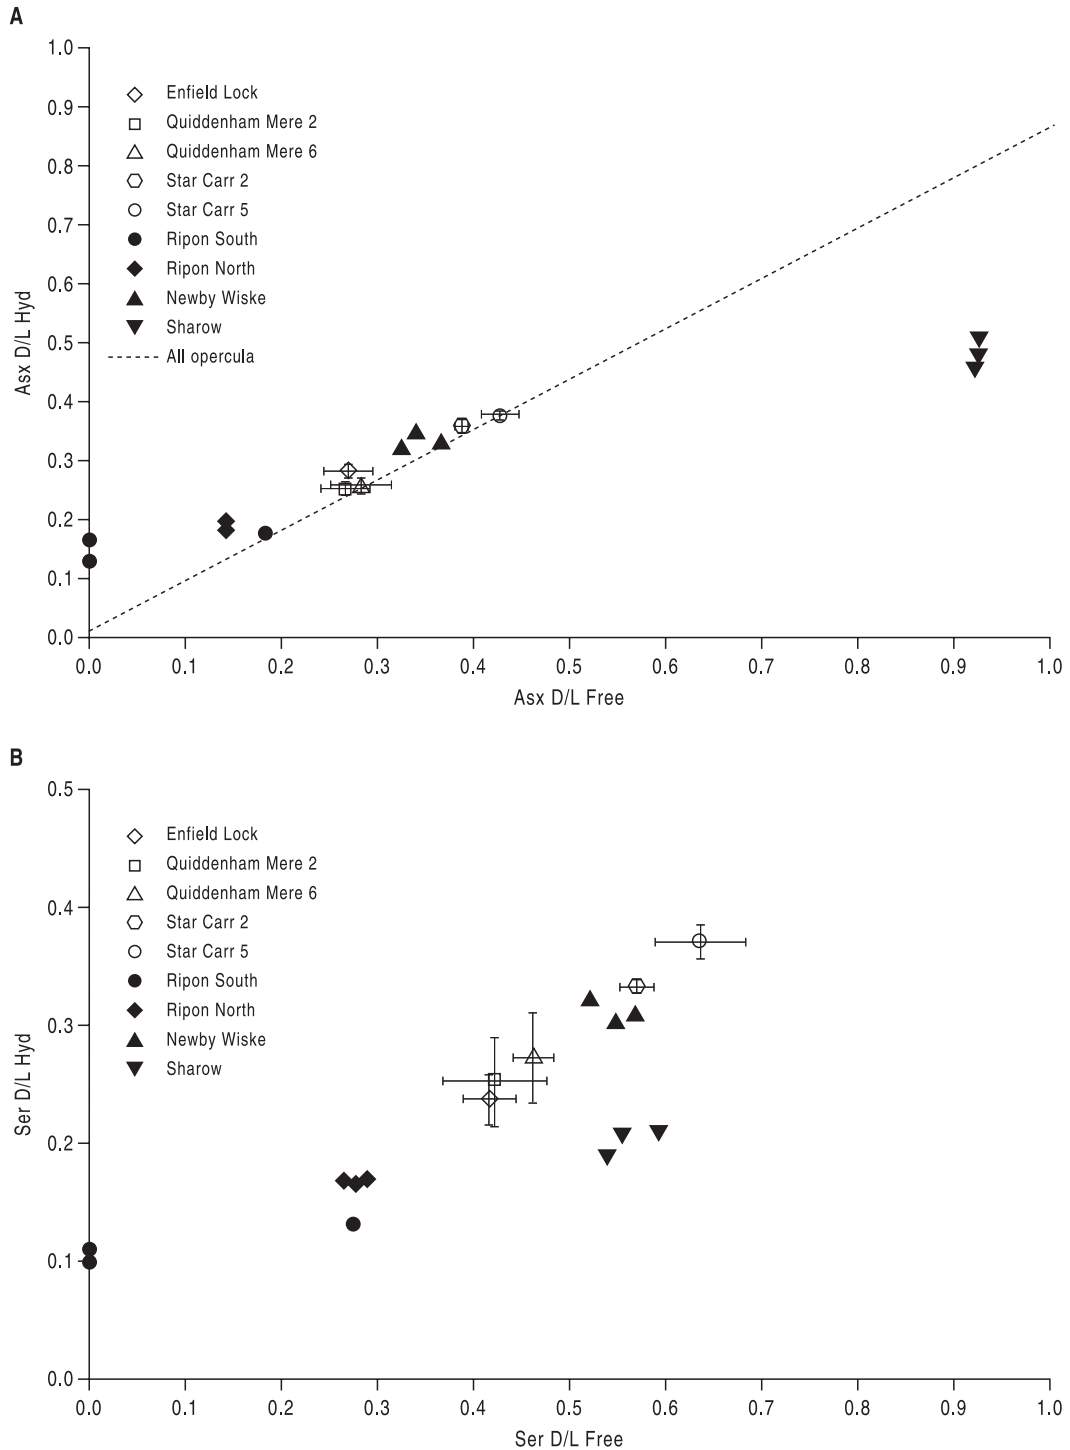 A
1.0
0.9
0.8
0.7
0.6
0.5
0.4
0.3
0.2
0.1
0.0
Asx D/L Hyd
Enfield Lock
Quiddenham Mere 2
Quiddenham Mere 6
Star Carr 2
Star Carr 5
Ripon South
Ripon North
Newby Wiske
Sharow
All opercula
0.0 0.1 0.2 0.3 0.4 0.5 0.6 0.7 0.8 0.9 1.0
Asx D/L Free
B
0.5
0.4
0.3
0.2
0.1
0.0
Ser D/L Hyd
Enfield Lock
Quiddenham Mere 2
Quiddenham Mere 6
Star Carr 2
Star Carr 5
Ripon South
Ripon North
Newby Wiske
Sharow
0.0 0.1 0.2 0.3 0.4 0.5 0.6 0.7 0.8 0.9 1.0
Ser D/L Free